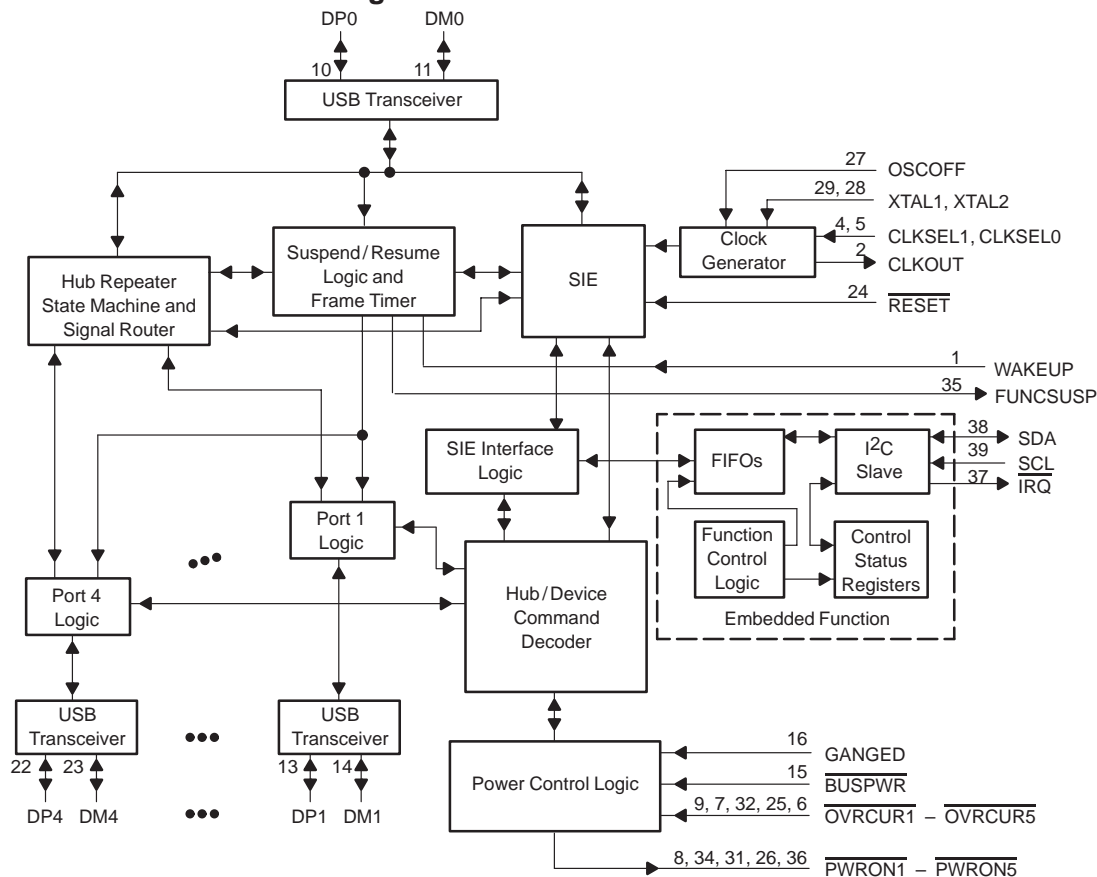 DP0 DM0
10 11
USB Transceiver
27 OSCOFF
29, 28 XTAL1, XTAL2
4, 5 CLKSEL1, CLKSEL0
2 CLKOUT
Clock
Generator
Suspend/Resume
Logic and
Frame Timer
SIE
Hub Repeater
State Machine and
Signal Router
24 RESET
1 WAKEUP
35 FUNCSUSP
SIE Interface
Logic
FIFOs
I2C
Slave
38 SDA
39 SCL
37 IRQ
Port 1
Logic
Function
Control
Logic
Control
Status
Registers
Embedded Function
Port 4
Logic
Hub/Device
Command
Decoder
USB
Transceiver
USB
Transceiver
22 23
13 14
DP4 DM4
DP1 DM1
Power Control Logic
16 GANGED
15 BUSPWR
9, 7, 32, 25, 6 OVRCUR1 – OVRCUR5
8, 34, 31, 26, 36 PWRON1 – PWRON5